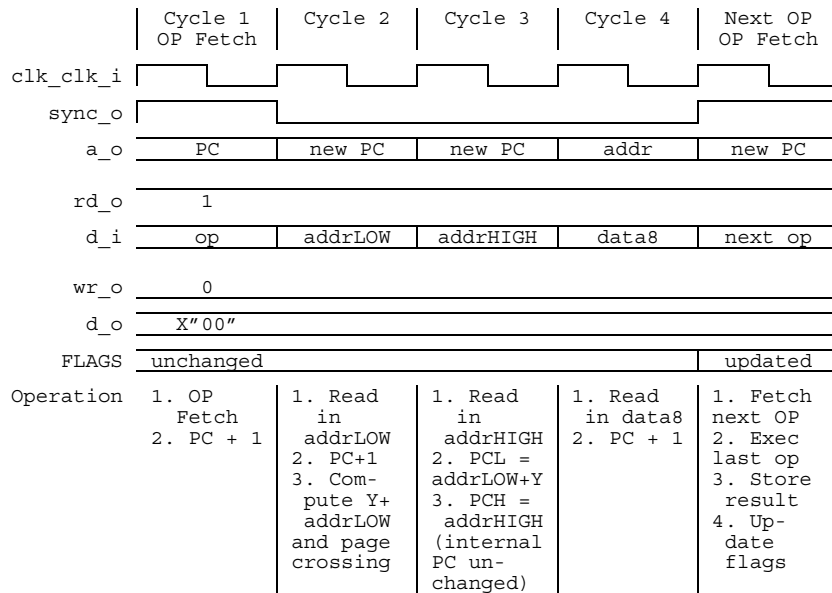 Cycle 1 Cycle 2 Cycle 3 Cycle 4 Next OP
OP Fetch OP Fetch
clk_clk_i
sync_o
a_o PC new PC new PC addr new PC
rd_o 1
d_i op addrLOW addrHIGH data8 next op
wr_o 0
d_o X"00"
FLAGS unchanged updated
Operation 1. OP 1. Read 1. Read 1. Read 1. Fetch
Fetch in in in data8 next OP
2. PC + 1 addrLOW addrHIGH 2. PC + 1 2. Exec
2. PC+1 2. PCL = last op
3. Com- addrLOW+Y 3. Store
pute Y+ 3. PCH = result
addrLOW addrHIGH 4. Up-
and page (internal date
crossing PC un- flags
changed)